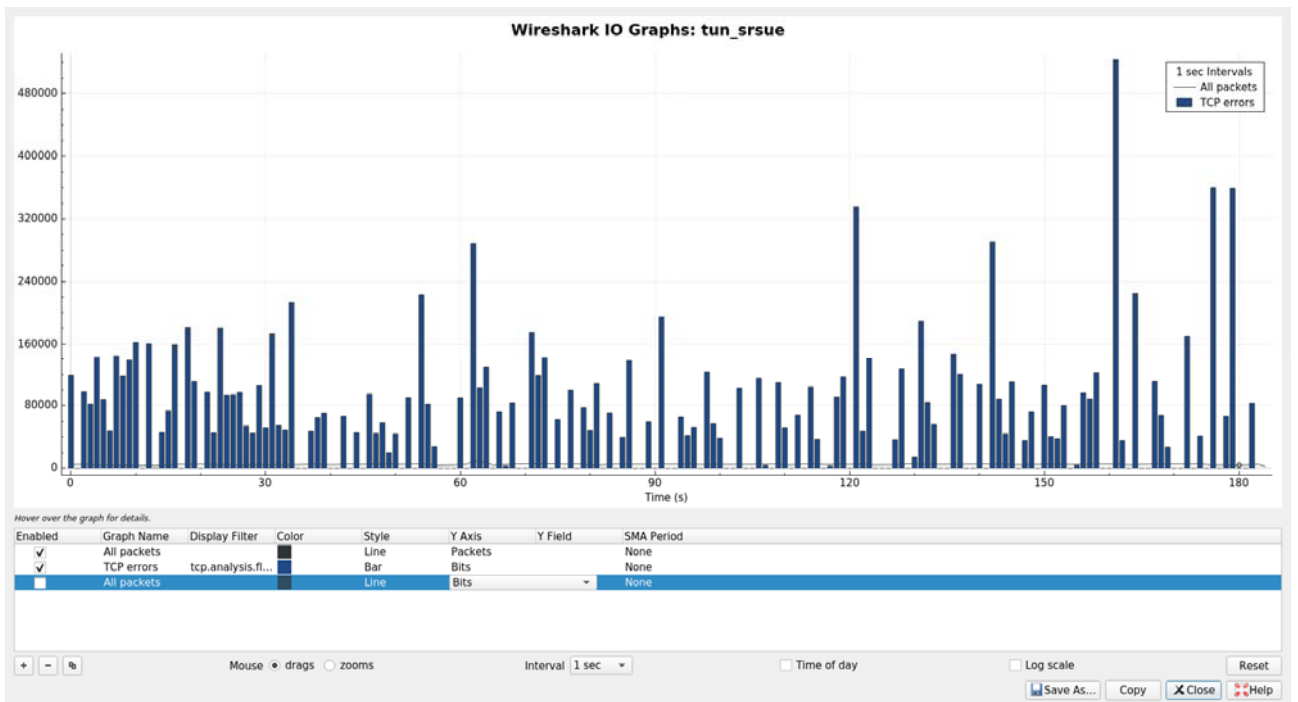 Wireshark IO Graphs: tun_srsue
1 sec Intervals
All packets
TCP errors
480000
400000
320000
240000
160000
80000
0
0 30 60 90 120 150 180
Time (s)
Hover over the graph for details.
Enabled Graph Name Display Filter Color Style Y Axis Y Field SMA Period
All packets Line Packets None
TCP errors tcp.analysis.fl... Bar Bits None
All packets Line Bits None
+ − Mouse drags zooms Interval 1 sec Time of day Log scale Reset
Save As... Copy Close Help